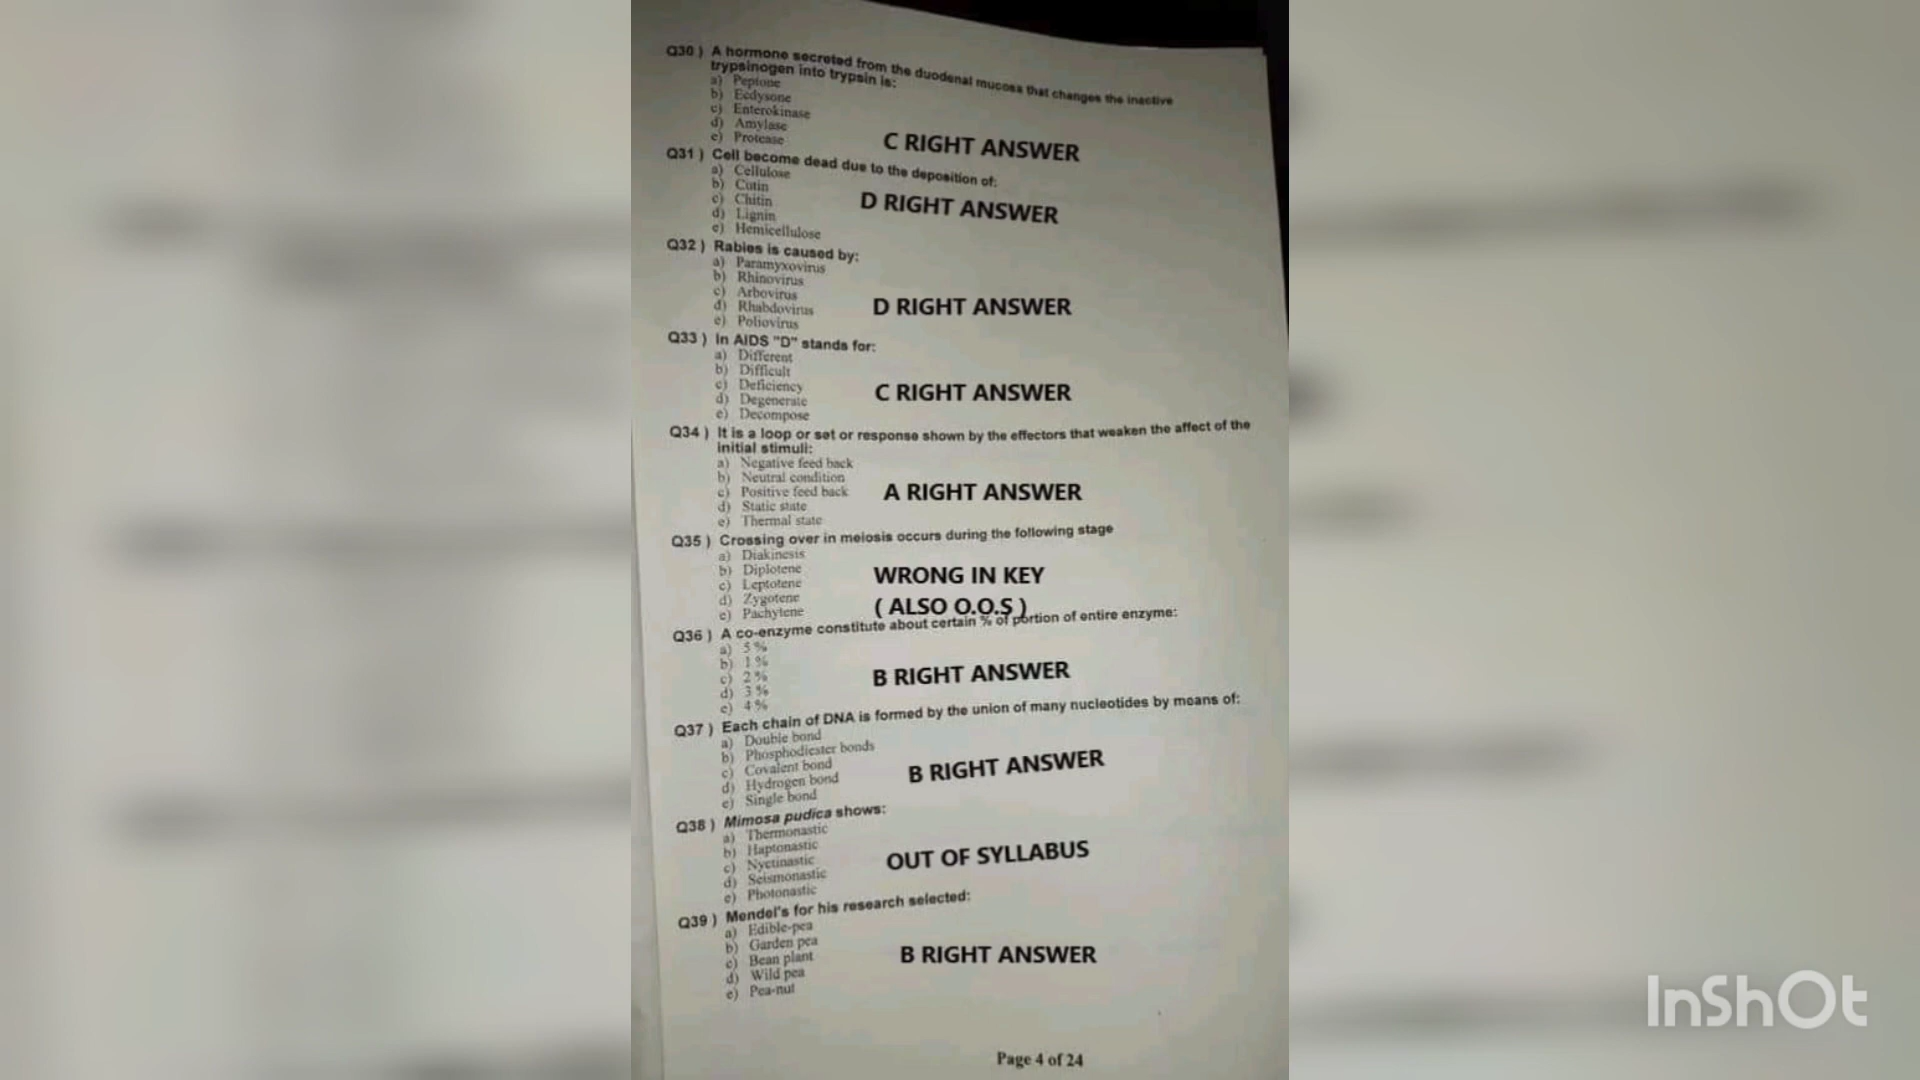 Q30 ) A hormone secreted from the duodenal mucosa that changes the inactive
trypsinogen into trypsin is:
a) Peptone
b) Ecdysone
c) Enterokinase
d) Amylase
e) Protease
C RIGHT ANSWER
Q31 ) Cell become dead due to the deposition of:
a) Cellulose
b) Cutin
c) Chitin
d) Lignin
e) Hemicellulose
D RIGHT ANSWER
Q32 ) Rabies is caused by:
a) Paramyxovirus
b) Rhinovirus
c) Arbovirus
d) Rhabdovirus
e) Poliovirus
D RIGHT ANSWER
Q33 ) In AIDS "D" stands for:
a) Different
b) Difficult
c) Deficiency
d) Degenerate
e) Decompose
C RIGHT ANSWER
Q34 ) It is a loop or set or response shown by the effectors that weaken the affect of the
initial stimuli:
a) Negative feed back
b) Neutral condition
c) Positive feed back
d) Static state
e) Thermal state
A RIGHT ANSWER
Q35 ) Crossing over in meiosis occurs during the following stage
a) Diakinesis
b) Diplotene
c) Leptotene
d) Zygotene
e) Pachytene
WRONG IN KEY
( ALSO O.O.S )
Q36 ) A co-enzyme constitute about certain % of portion of entire enzyme:
a) 5 %
b) 1 %
c) 2 %
d) 3 %
e) 4 %
B RIGHT ANSWER
Q37 ) Each chain of DNA is formed by the union of many nucleotides by means of:
a) Double bond
b) Phosphodiester bonds
c) Covalent bond
d) Hydrogen bond
e) Single bond
B RIGHT ANSWER
Q38 ) Mimosa pudica shows:
a) Thermonastic
b) Haptonastic
c) Nyctinastic
d) Seismonastic
e) Photonastic
OUT OF SYLLABUS
Q39 ) Mendel's for his research selected:
a) Edible-pea
b) Garden pea
c) Bean plant
d) Wild pea
e) Pea-nut
B RIGHT ANSWER
Page 4 of 24
InShOt